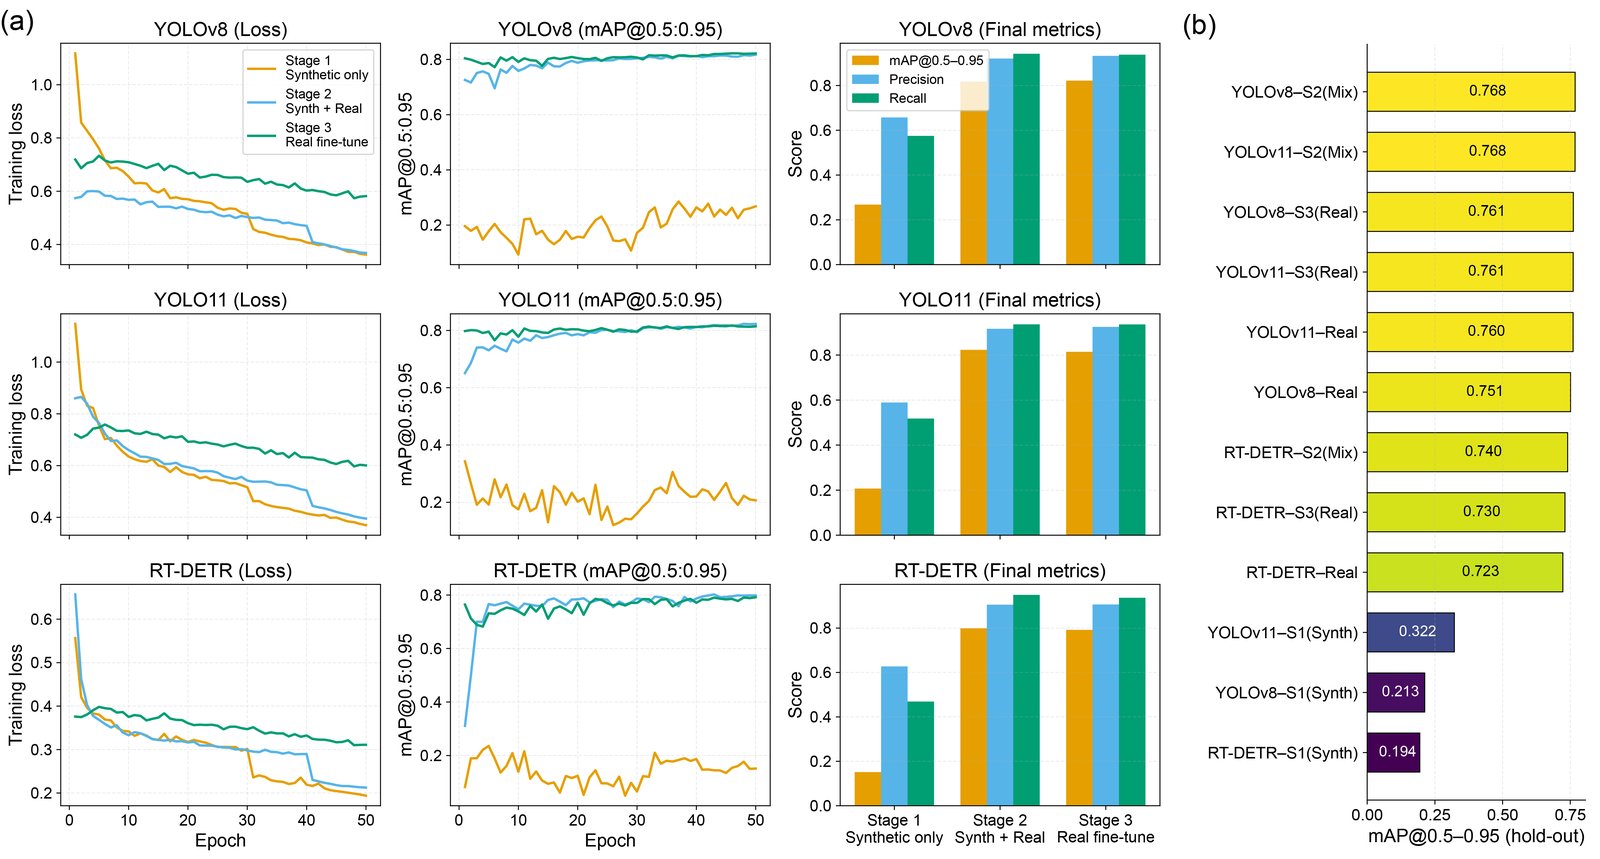 (a)
YOLOv8 (Loss)
Training loss
1.0
0.8
0.6
0.4
Stage 1
Synthetic only
Stage 2
Synth + Real
Stage 3
Real fine-tune
YOLOv8 (mAP@0.5:0.95)
mAP@0.5:0.95
0.8
0.6
0.4
0.2
YOLOv8 (Final metrics)
Score
0.8
0.6
0.4
0.2
0.0
mAP@0.5–0.95
Precision
Recall
YOLO11 (Loss)
Training loss
1.0
0.8
0.6
0.4
YOLO11 (mAP@0.5:0.95)
mAP@0.5:0.95
0.8
0.6
0.4
0.2
YOLO11 (Final metrics)
Score
0.8
0.6
0.4
0.2
0.0
RT-DETR (Loss)
Training loss
0.6
0.5
0.4
0.3
0.2
0 10 20 30 40 50
Epoch
RT-DETR (mAP@0.5:0.95)
mAP@0.5:0.95
0.8
0.6
0.4
0.2
0 10 20 30 40 50
Epoch
RT-DETR (Final metrics)
Score
0.8
0.6
0.4
0.2
0.0
Stage 1
Synthetic only
Stage 2
Synth + Real
Stage 3
Real fine-tune
(b)
YOLOv8–S2(Mix) 0.768
YOLOv11–S2(Mix) 0.768
YOLOv8–S3(Real) 0.761
YOLOv11–S3(Real) 0.761
YOLOv11–Real 0.760
YOLOv8–Real 0.751
RT-DETR–S2(Mix) 0.740
RT-DETR–S3(Real) 0.730
RT-DETR–Real 0.723
YOLOv11–S1(Synth) 0.322
YOLOv8–S1(Synth) 0.213
RT-DETR–S1(Synth) 0.194
0.00 0.25 0.50 0.75
mAP@0.5–0.95 (hold-out)